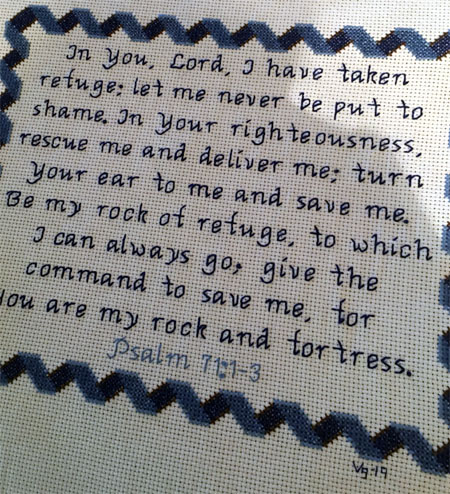 In You, Lord, I have taken
refuge; let me never be put to
shame. In your righteousness,
rescue me and deliver me; turn
Your ear to me and save me.
Be my rock of refuge, to which
I can always go; give the
command to save me, for
you are my rock and fortress.
Psalm 71:1-3
Vg-19